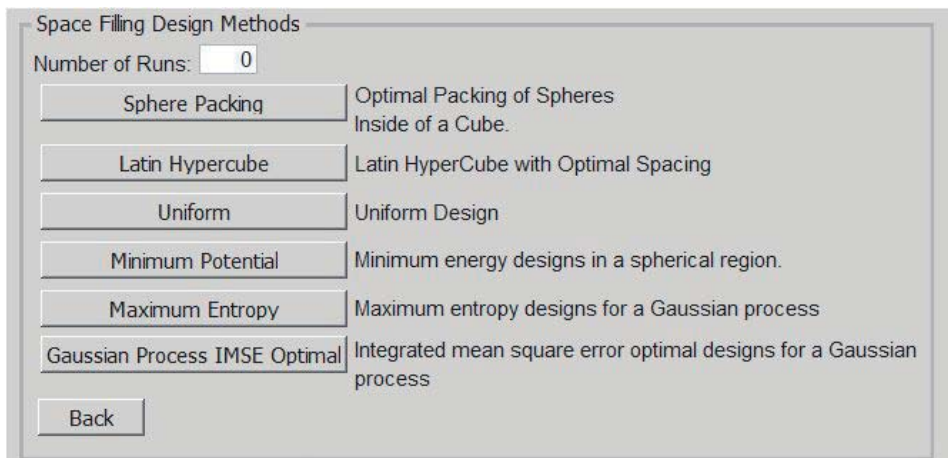 Space Filling Design Methods
Number of Runs: 0
Sphere Packing Optimal Packing of Spheres
Inside of a Cube.
Latin Hypercube Latin HyperCube with Optimal Spacing
Uniform Uniform Design
Minimum Potential Minimum energy designs in a spherical region.
Maximum Entropy Maximum entropy designs for a Gaussian process
Gaussian Process IMSE Optimal Integrated mean square error optimal designs for a Gaussian
process
Back